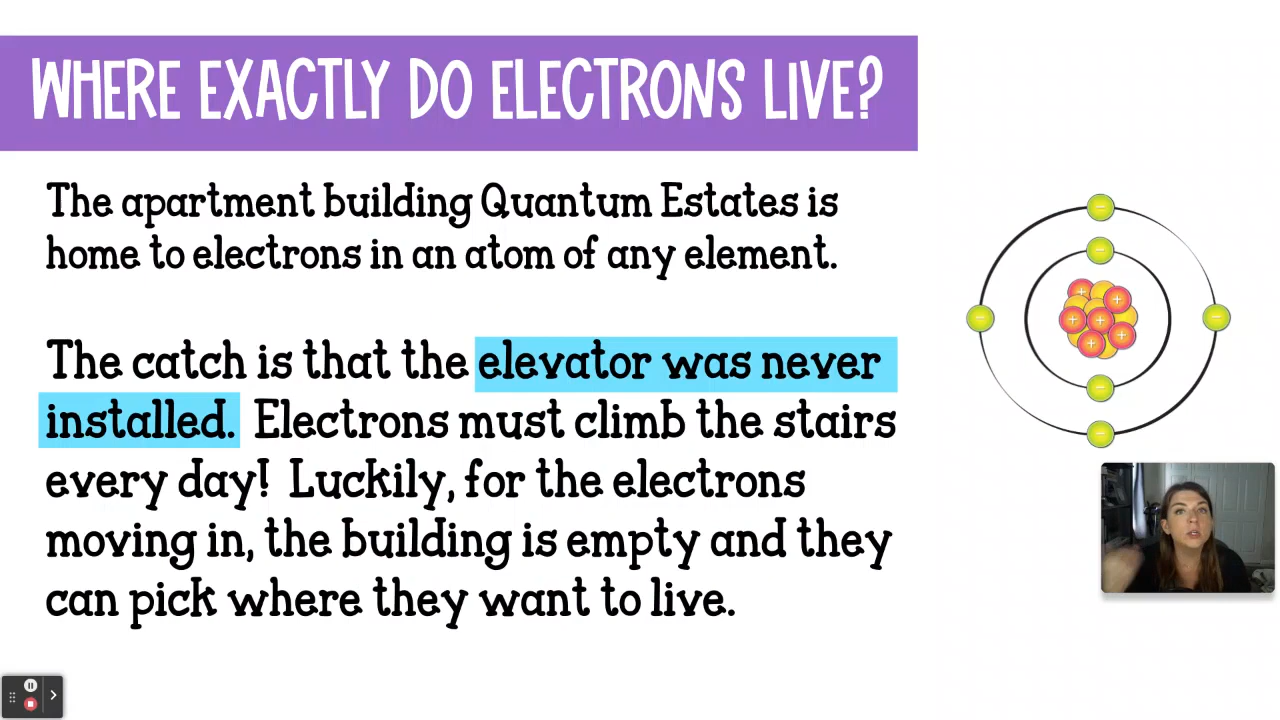 WHERE EXACTLY DO ELECTRONS LIVE?
The apartment building Quantum Estates is
home to electrons in an atom of any element.
The catch is that the elevator was never
installed. Electrons must climb the stairs
every day! Luckily, for the electrons
moving in, the building is empty and they
can pick where they want to live.